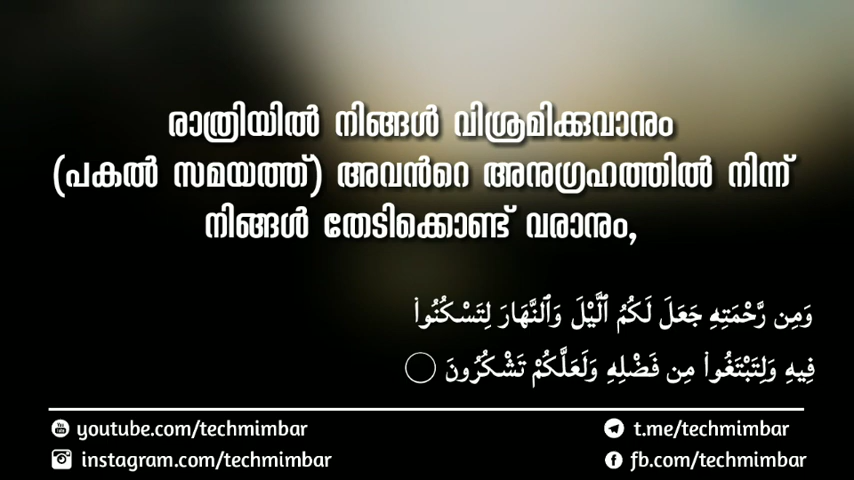 രാത്രിയിൽ നിങ്ങൾ വിശ്രമിക്കുവാനും
(പകൽ സമയത്ത്) അവൻറെ അനുഗ്രഹത്തിൽ നിന്ന്
നിങ്ങൾ തേടിക്കൊണ്ട് വരാനും,
وَمِن رَّحْمَتِهِ جَعَلَ لَكُمُ ٱلَّيْلَ وَٱلنَّهَارَ لِتَسْكُنُوا۟
فِيهِ وَلِتَبْتَغُوا۟ مِن فَضْلِهِ وَلَعَلَّكُمْ تَشْكُرُونَ ۝
youtube.com/techmimbar
t.me/techmimbar
instagram.com/techmimbar
fb.com/techmimbar